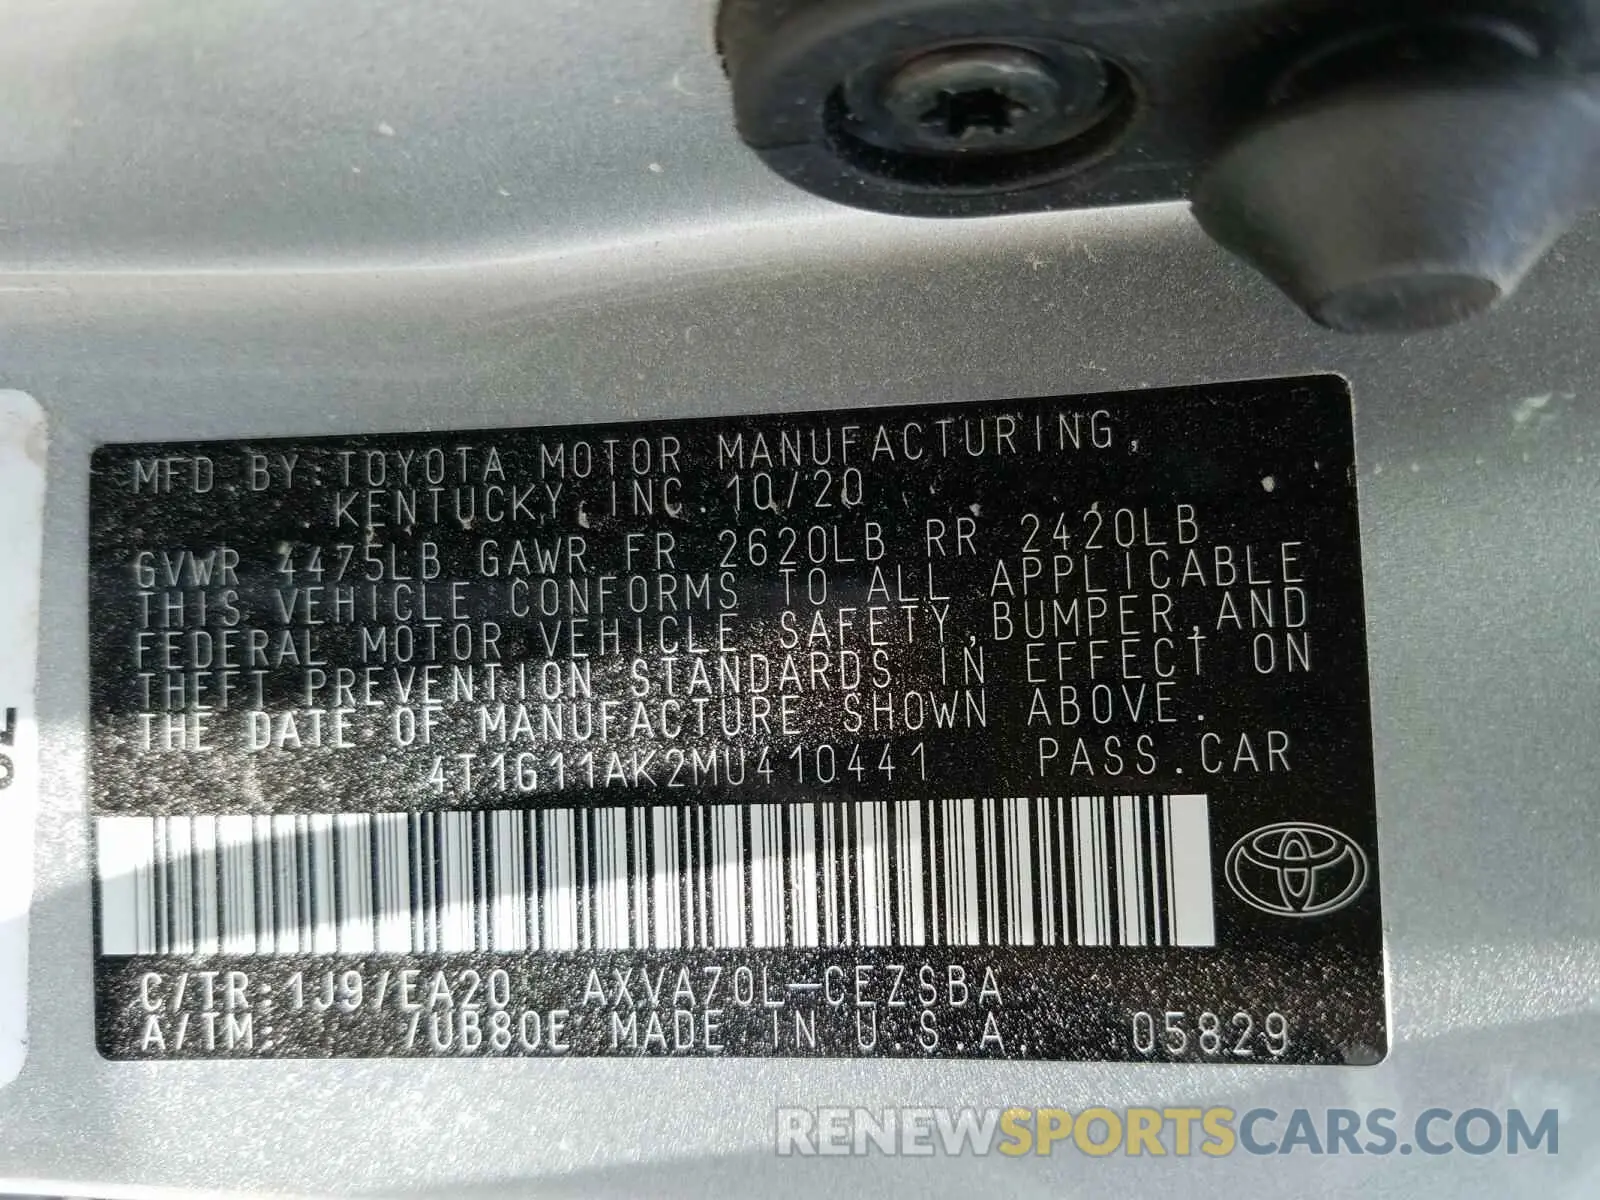 MFD.BY:TOYOTA MOTOR MANUFACTURING,
KENTUCKY, INC. 10/20
GVWR 4475LB GAWR FR 2620LB RR 2420LB
THIS VEHICLE CONFORMS TO ALL APPLICABLE
FEDERAL MOTOR VEHICLE SAFETY,BUMPER,AND
THEFT PREVENTION STANDARDS IN EFFECT ON
THE DATE OF MANUFACTURE SHOWN ABOVE.
4T1G11AK2MU410441 PASS.CAR
C/TR:1J9/EA20 AXVA70L-CEZSBA
A/TM: /UB80E MADE IN U.S.A. 05829
RENEWSPORTSCARS.COM